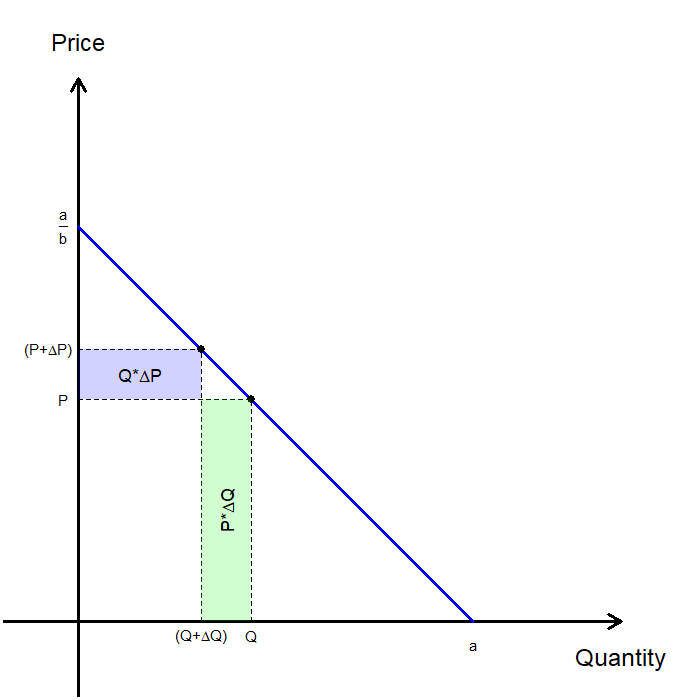 Price
a
b
(P+ΔP)
Q*ΔP
P
P*ΔQ
(Q+ΔQ)
Q
a
Quantity